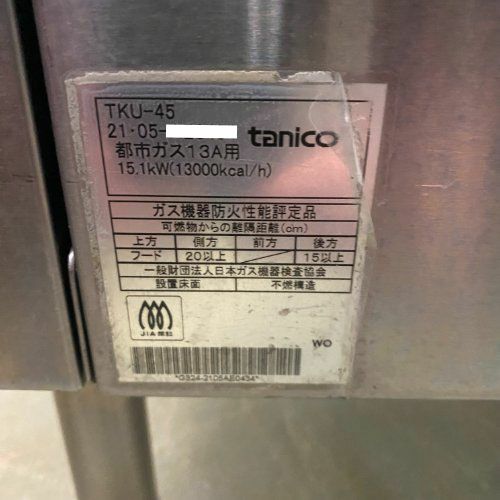 TKU-45
21・05-
tanico
都市ガス13A用
15.1kW(13000kcal/h)
ガス機器防火性能評定品
可燃物からの離隔距離(cm)
上方 側方 前方 後方
フード 20以上 15以上
一般財団法人日本ガス機器検査協会
設置床面 不燃構造
JIA 認証
WO
*GS24-2105AE0434*